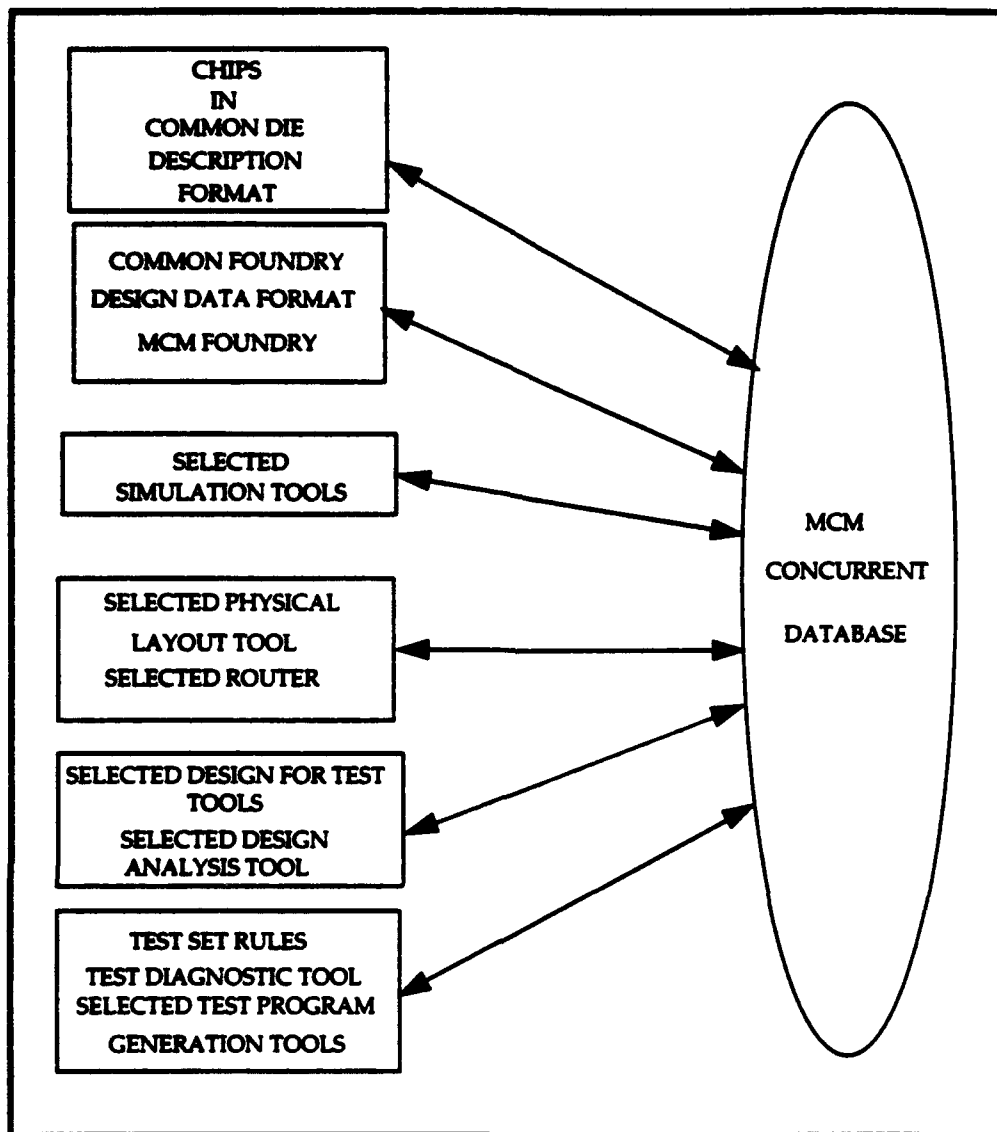 CHIPS
IN
COMMON DIE
DESCRIPTION
FORMAT
COMMON FOUNDRY
DESIGN DATA FORMAT
MCM FOUNDRY
SELECTED
SIMULATION TOOLS
SELECTED PHYSICAL
LAYOUT TOOL
SELECTED ROUTER
SELECTED DESIGN FOR TEST
TOOLS
SELECTED DESIGN
ANALYSIS TOOL
TEST SET RULES
TEST DIAGNOSTIC TOOL
SELECTED TEST PROGRAM
GENERATION TOOLS
MCM
CONCURRENT
DATABASE